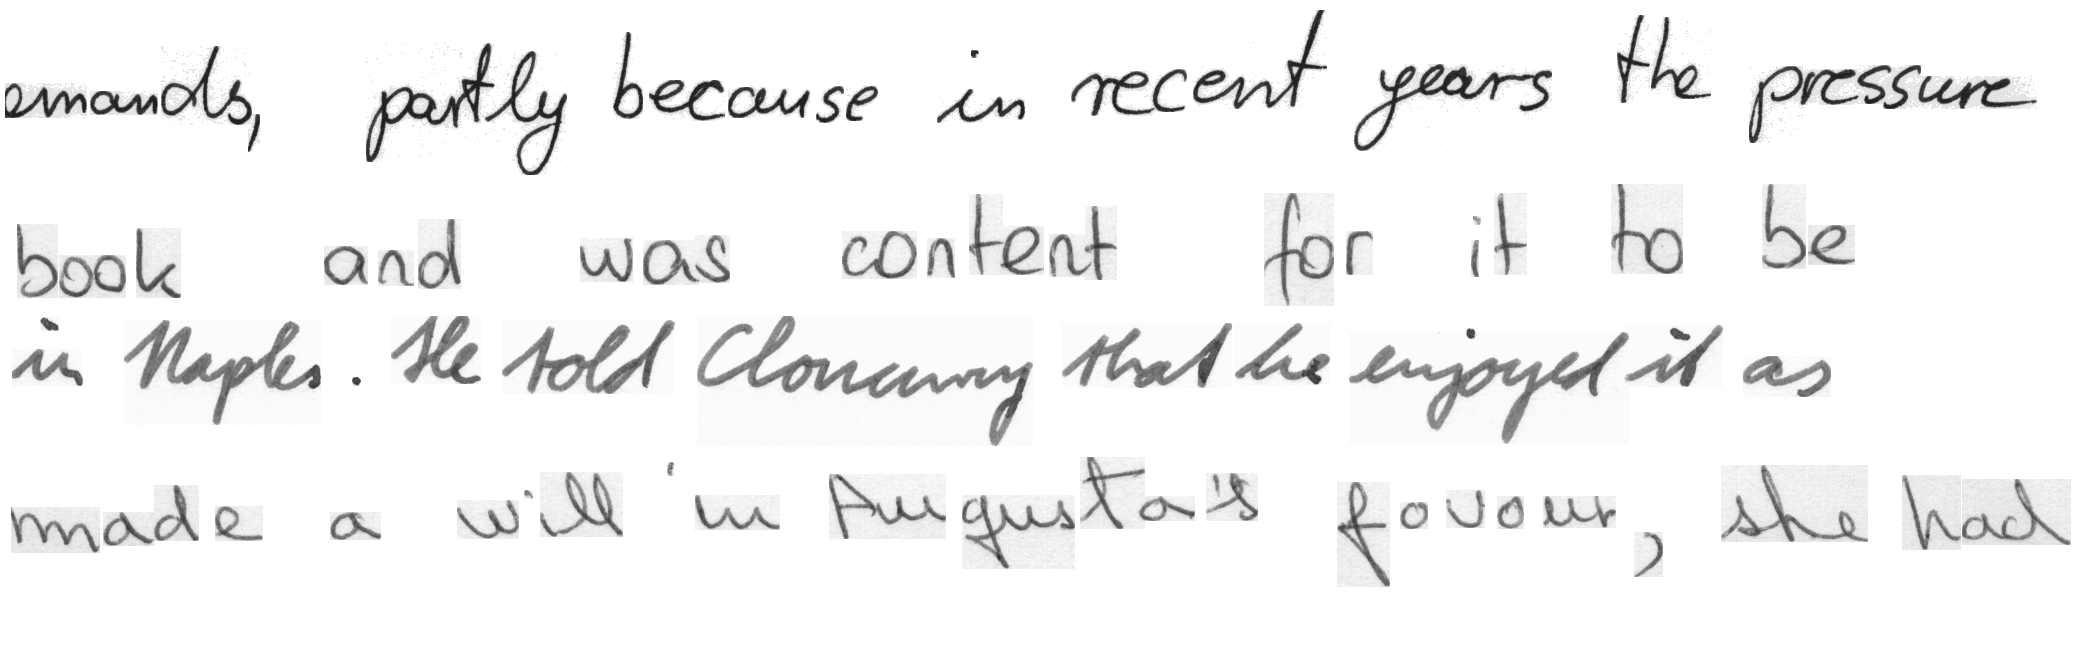 emands, partly because in recent years the pressure
book and was content for it to be
in Naples. He told that he enjoyed it as
made a will in Augusta's favour, she had